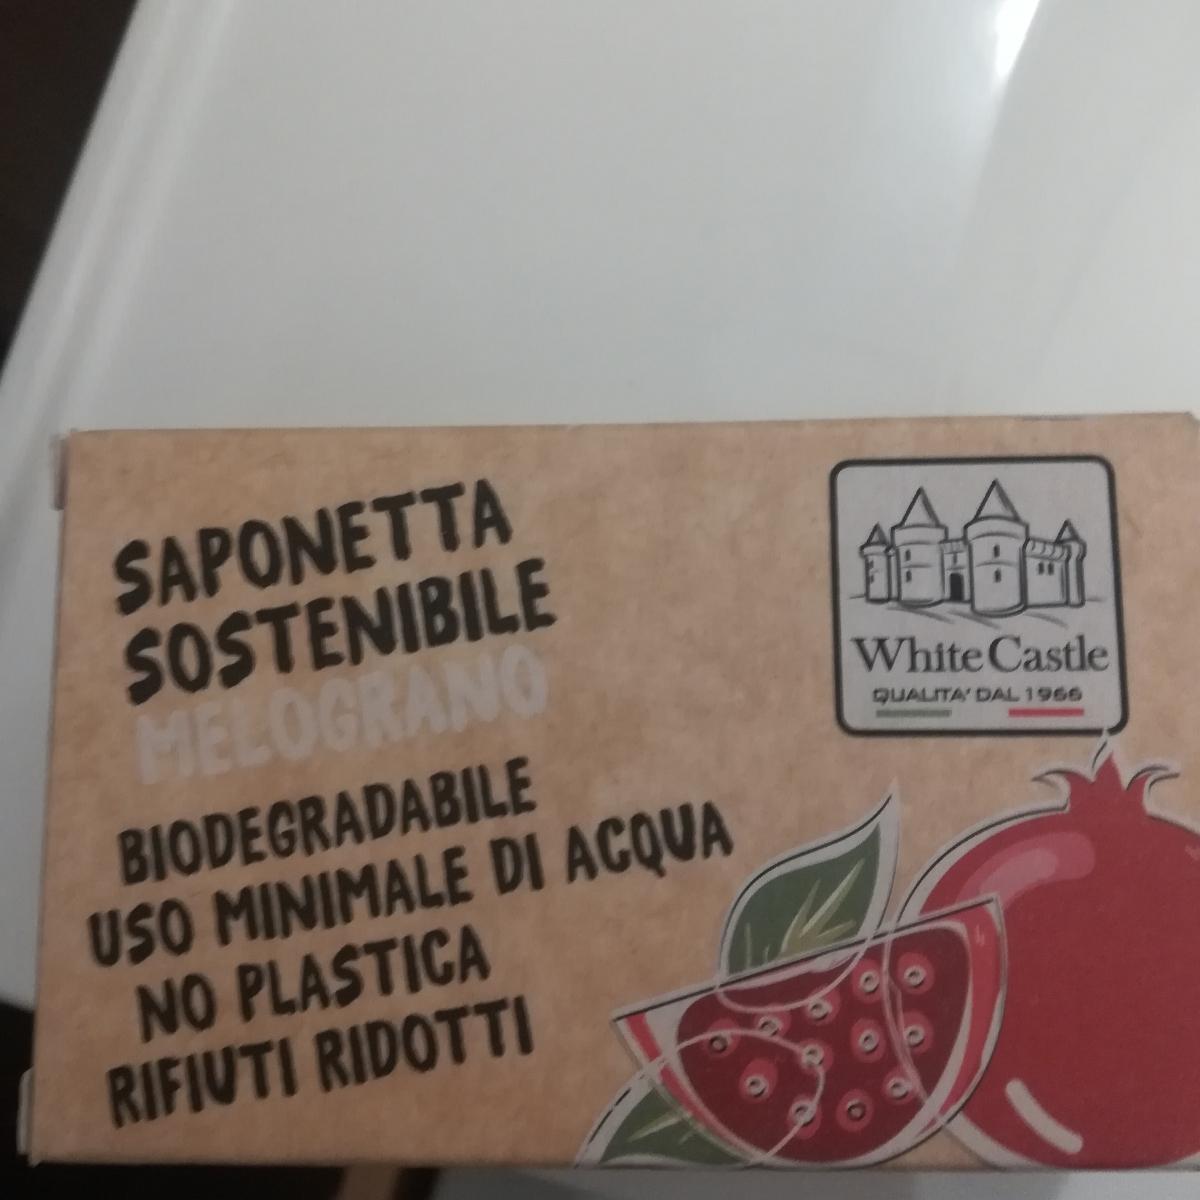 SAPONETTA
SOSTENIBILE
MELOGRANO
BIODEGRADABILE
USO MINIMALE DI ACQUA
NO PLASTICA
RIFIUTI RIDOTTI
White Castle
QUALITA' DAL 1966